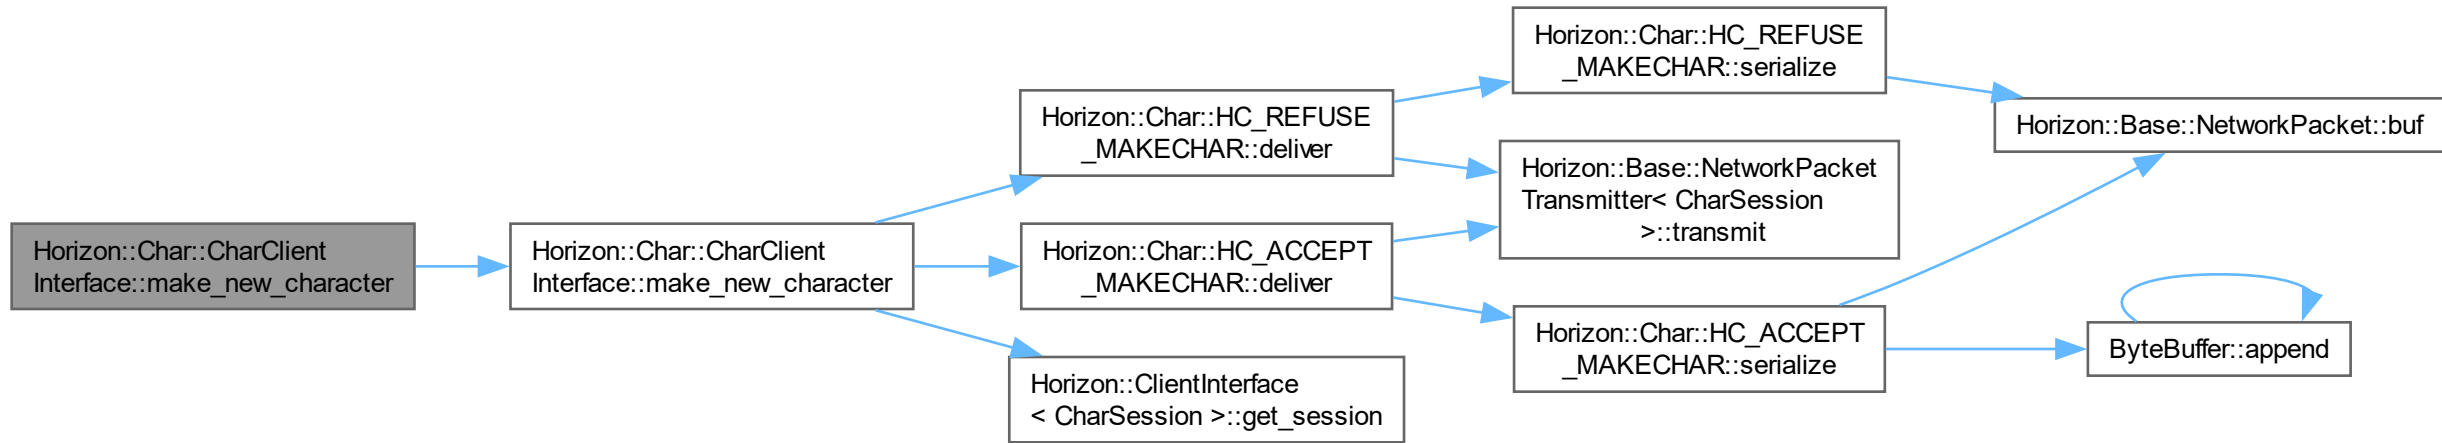 Horizon::Char::CharClient
Interface::make_new_character
Horizon::Char::CharClient
Interface::make_new_character
Horizon::Char::HC_REFUSE
_MAKECHAR::deliver
Horizon::Char::HC_ACCEPT
_MAKECHAR::deliver
Horizon::ClientInterface
< CharSession >::get_session
Horizon::Char::HC_REFUSE
_MAKECHAR::serialize
Horizon::Base::NetworkPacket
Transmitter< CharSession
>::transmit
Horizon::Char::HC_ACCEPT
_MAKECHAR::serialize
Horizon::Base::NetworkPacket::buf
ByteBuffer::append